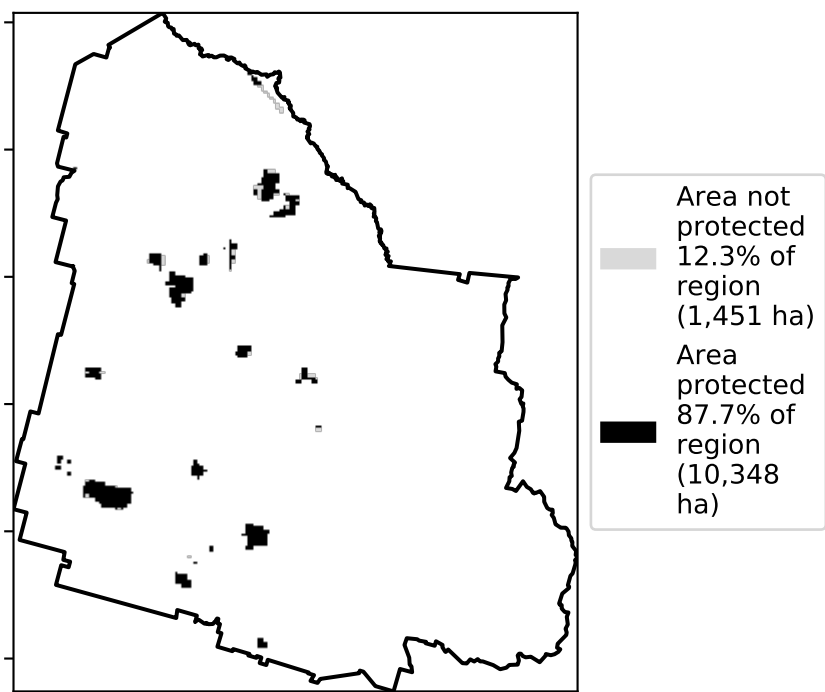 Area not
protected
12.3% of
region
(1,451 ha)
Area
protected
87.7% of
region
(10,348
ha)